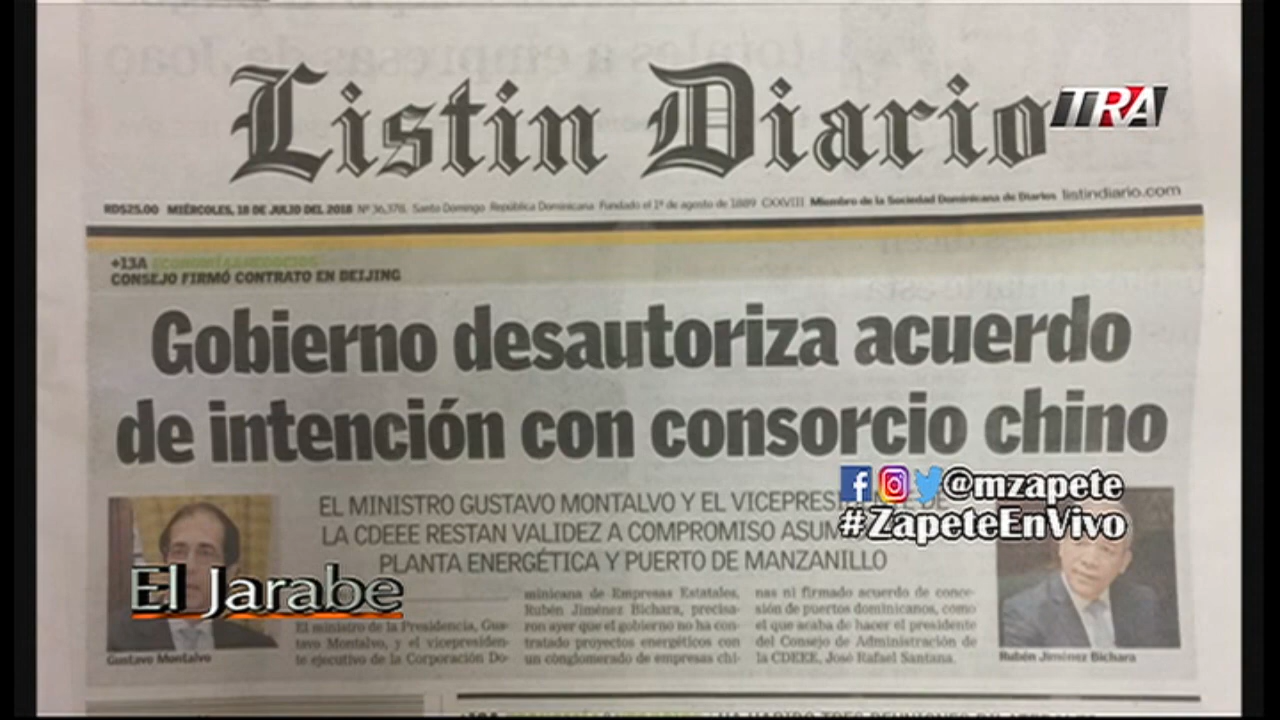 Listín Diario
TRA
RD$25.00 MIÉRCOLES, 18 DE JULIO DEL 2018 Nº 36,378. Santo Domingo República Dominicana Fundado el 1º de agosto de 1889 CXXVIII Miembro de la Sociedad Dominicana de Diarios listindiario.com
+13A ECONOMÍA&NEGOCIOS
CONSEJO FIRMÓ CONTRATO EN BEIJING
Gobierno desautoriza acuerdo
de intención con consorcio chino
@mzapete
#ZapeteEnVivo
EL MINISTRO GUSTAVO MONTALVO Y EL
LA CDEEE RESTAN VALIDEZ A COMPROMISO
PLANTA ENERGÉTICA Y PUERTO DE MANZANILLO
El Jarabe
Gustavo Montalvo
El ministro de la Presidencia, Gus-
tavo Montalvo, y el vicepresiden-
te ejecutivo de la Corporación Do-
minicana de Empresas Estatales,
Rubén Jiménez Bichara, precisa-
ron ayer que el gobierno no ha con-
tratado proyectos energéticos con
un conglomerado de empresas chi-
nas ni firmado acuerdo de conce-
sión de puertos dominicanos, como
el que acaba de hacer el presidente
del Consejo de Administración de
la CDEEE, José Rafael Santana.
Rubén Jiménez Bichara